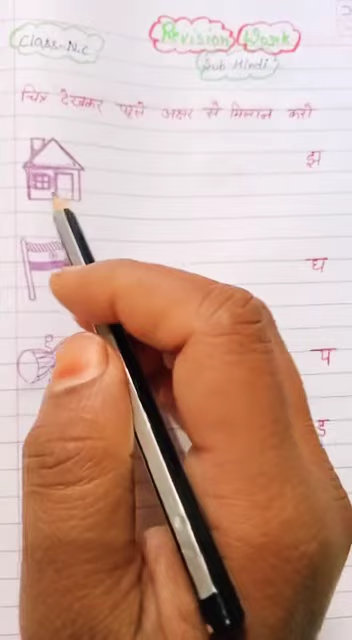 Class-N.C
Revision Work
Sub Hindi
चित्र देखकर पहले अक्षर से मिलान करो
झ
घ
प
ड